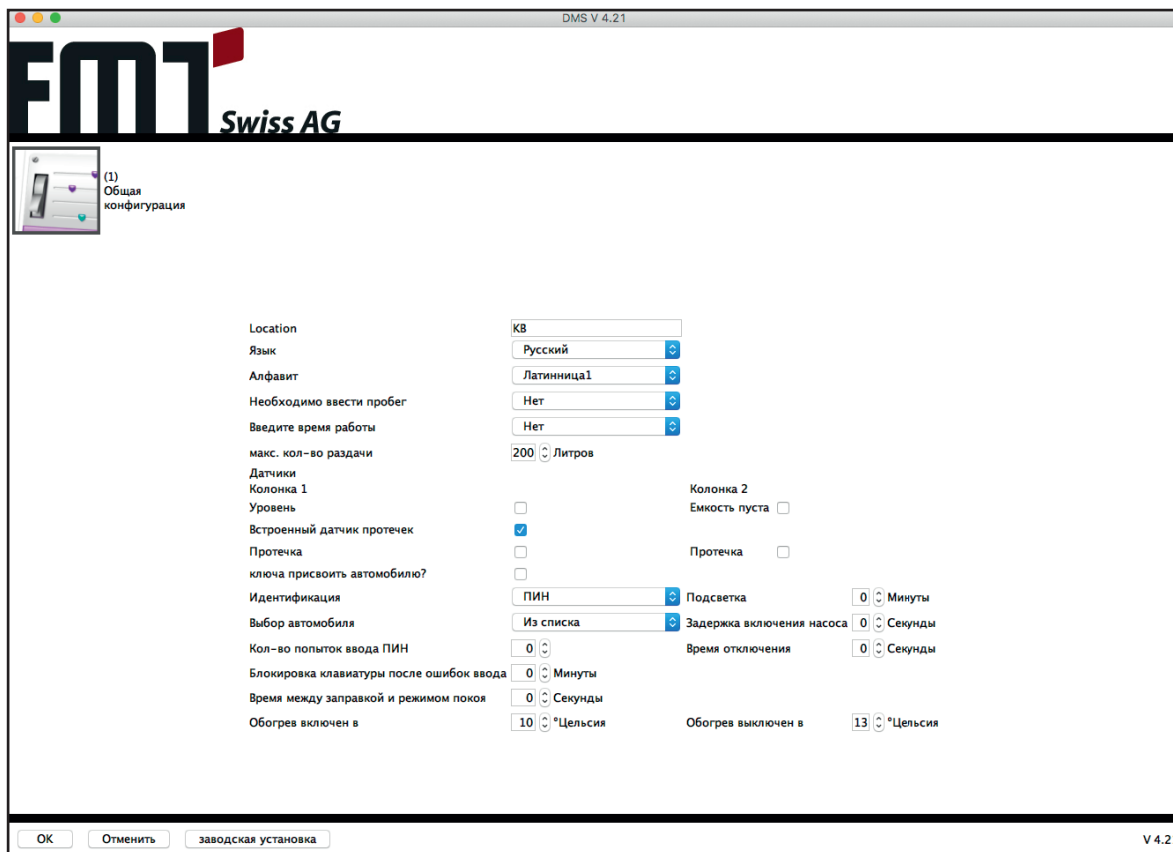 DMS V 4.21
FMT
Swiss AG
(1)
Общая
конфигурация
Location KB
Язык Русский
Алфавит Латинница1
Необходимо ввести пробег Нет
Введите время работы Нет
макс. кол-во раздачи 200 Литров
Датчики
Колонка 1 Колонка 2
Уровень Емкость пуста
Встроенный датчик протечек
Протечка Протечка
ключа присвоить автомобилю?
Идентификация ПИН Подсветка 0 Минуты
Выбор автомобиля Из списка Задержка включения насоса 0 Секунды
Кол-во попыток ввода ПИН 0 Время отключения 0 Секунды
Блокировка клавиатуры после ошибок ввода 0 Минуты
Время между заправкой и режимом покоя 0 Секунды
Обогрев включен в 10 °Цельсия Обогрев выключен в 13 °Цельсия
OK Отменить заводская установка V 4.2